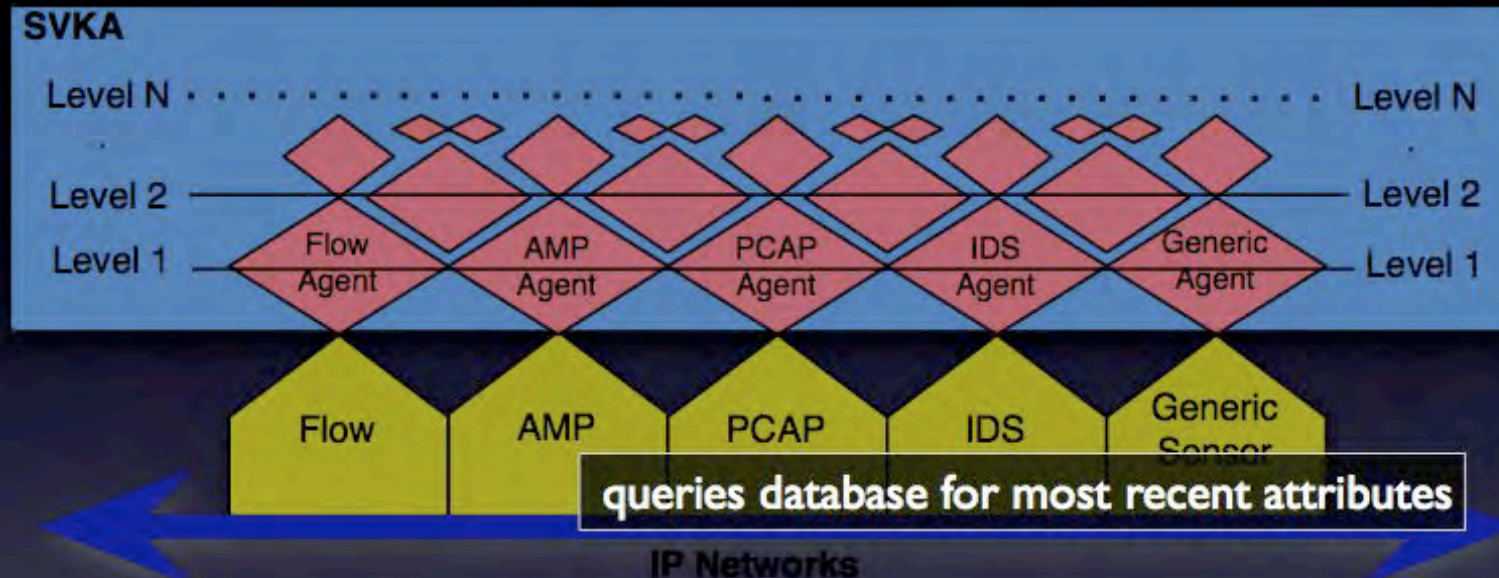 SVKA
Level N
Level N
Level 2
Level 2
Level 1
Level 1
Flow
Agent
AMP
Agent
PCAP
Agent
IDS
Agent
Generic
Agent
Flow
AMP
PCAP
IDS
Generic
Sensor
queries database for most recent attributes
IP Networks